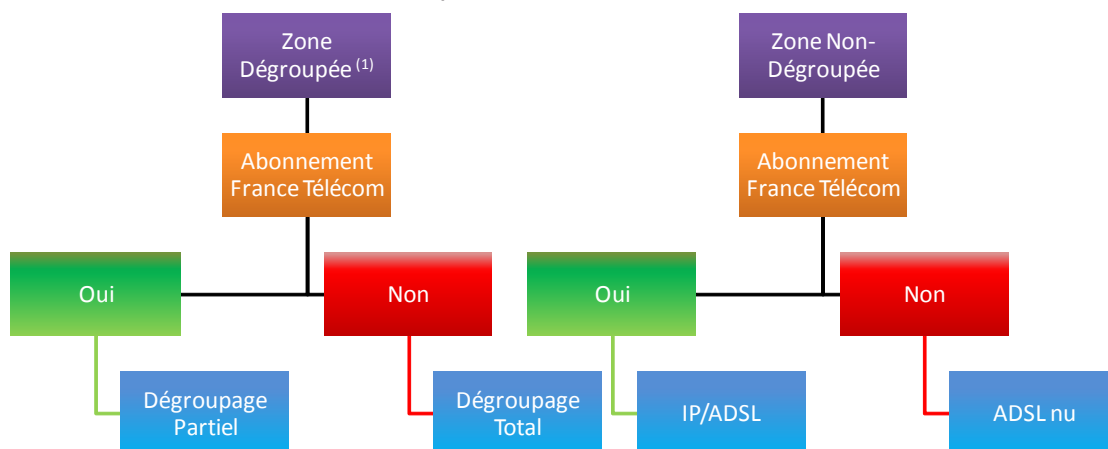 Zone
Dégroupée (1)
Zone Non-
Dégroupée
Abonnement
France Télécom
Abonnement
France Télécom
Oui
Non
Oui
Non
Dégroupage
Partiel
Dégroupage
Total
IP/ADSL
ADSL nu